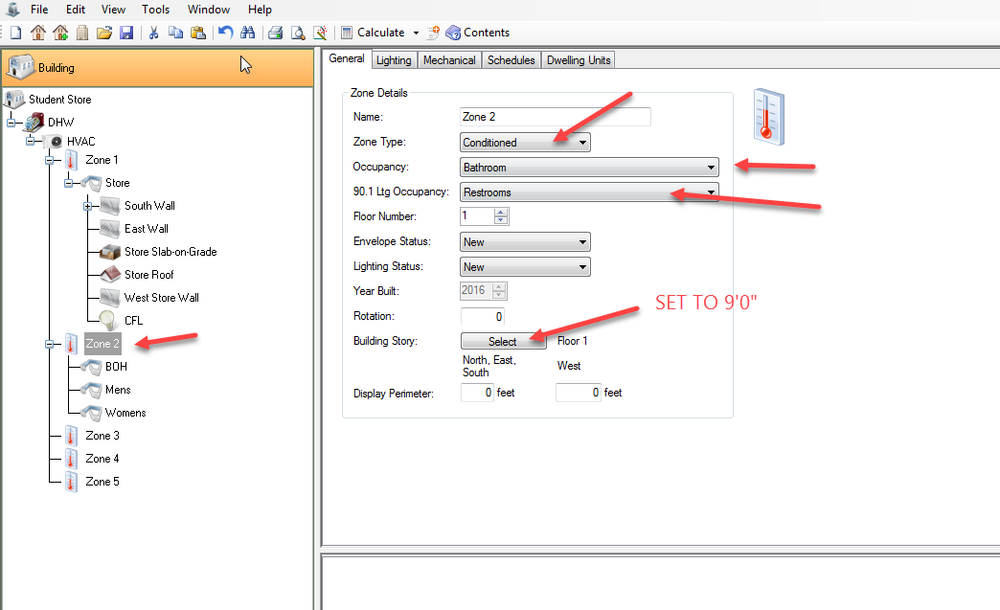 File Edit View Tools Window Help
Calculate Contents
Building
General Lighting Mechanical Schedules Dwelling Units
Student Store
DHW
HVAC
Zone 1
Store
South Wall
East Wall
Store Slab-on-Grade
Store Roof
West Store Wall
CFL
Zone 2
BOH
Mens
Womens
Zone 3
Zone 4
Zone 5
Zone Details
Name: Zone 2
Zone Type: Conditioned
Occupancy: Bathroom
90.1 Ltg Occupancy: Restrooms
Floor Number: 1
Envelope Status: New
Lighting Status: New
Year Built: 2016
Rotation: 0
SET TO 9'0"
Building Story: Select Floor 1
North, East,
South
West
Display Perimeter: 0 feet 0 feet